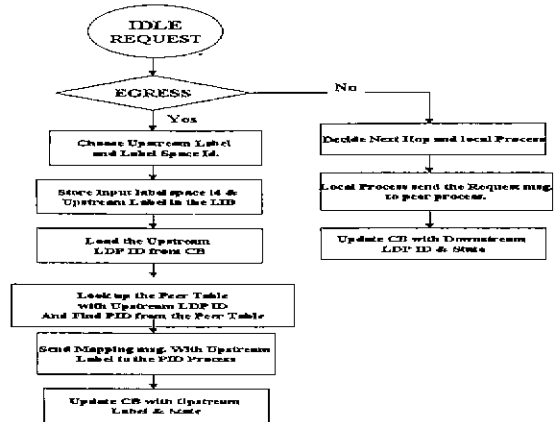 IDLE
REQUEST
EGRESS
No
Yes
Choose Upstream Label
and Label Space Id.
Decide Next Hop and local Process
Store Input label space id &
Upstream Label in the LIB
Local Process send the Request msg.
to peer process.
Load the Upstream
LDP ID from CB
Update CB with Downstream
LDP ID & State
Look up the Peer Table
with Upstream LDP ID
And Find PID from the Peer Table
Send Mapping msg. With Upstream
Label to the PID Process
Update CB with Upstream
Label & State